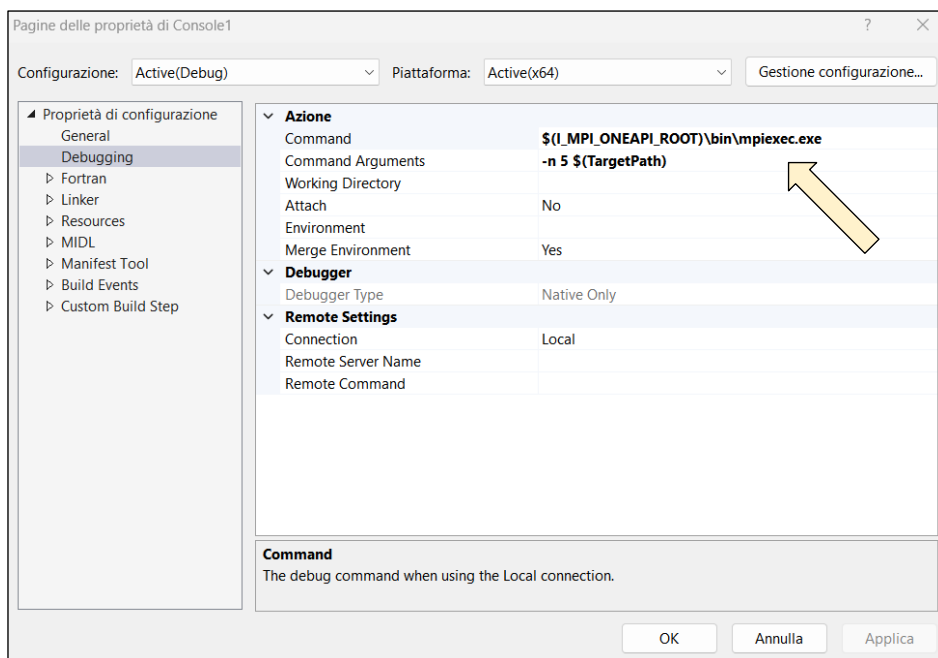 Pagine delle proprietà di Console1 ?
Configurazione: Active(Debug) Piattaforma: Active(x64) Gestione configurazione...
Proprietà di configurazione
General
Debugging
Fortran
Linker
Resources
MIDL
Manifest Tool
Build Events
Custom Build Step
Azione
Command $(I_MPI_ONEAPI_ROOT)\bin\mpiexec.exe
Command Arguments -n 5 $(TargetPath)
Working Directory
Attach No
Environment
Merge Environment Yes
Debugger
Debugger Type Native Only
Remote Settings
Connection Local
Remote Server Name
Remote Command
Command
The debug command when using the Local connection.
OK Annulla Applica